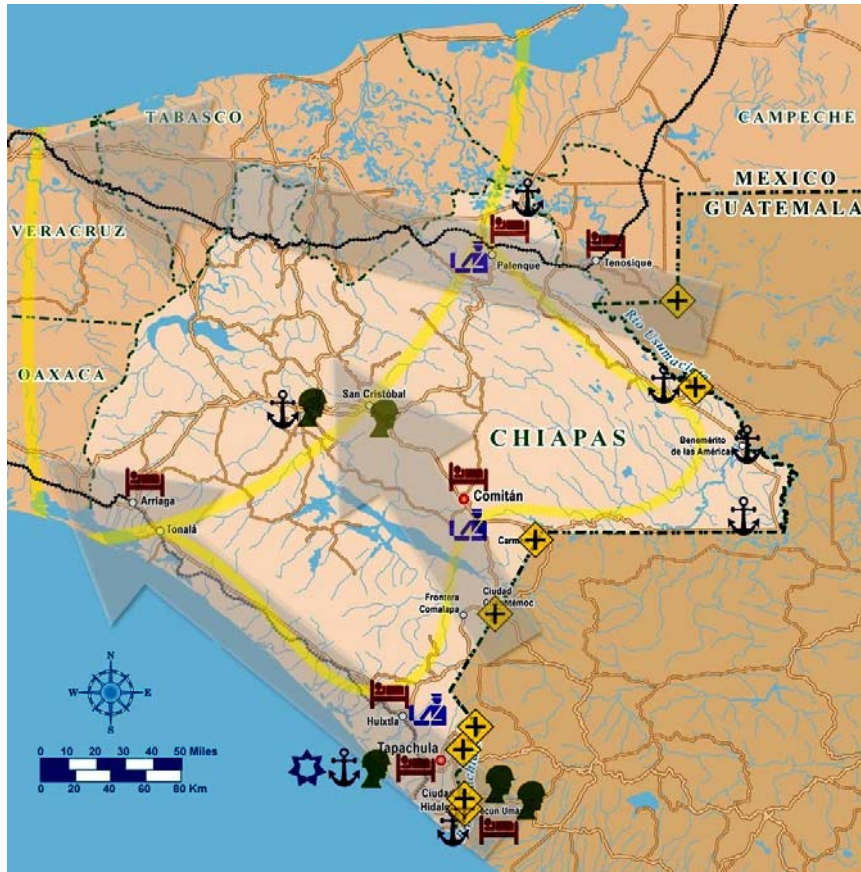 TABASCO
CAMPECHE
MEXICO
GUATEMALA
VERACRUZ
Palenque
Tenosique
Río Usumacinta
OAXACA
San Cristóbal
CHIAPAS
Benemérito
de las América
Comitán
Arriaga
Tonalá
Carm
Frontera
Comalapa
Ciudad
Huixtla
Tapachula
Ciudad
N
W
E
S
0 10 20 30 40 50 Miles
0 20 40 60 80 Km